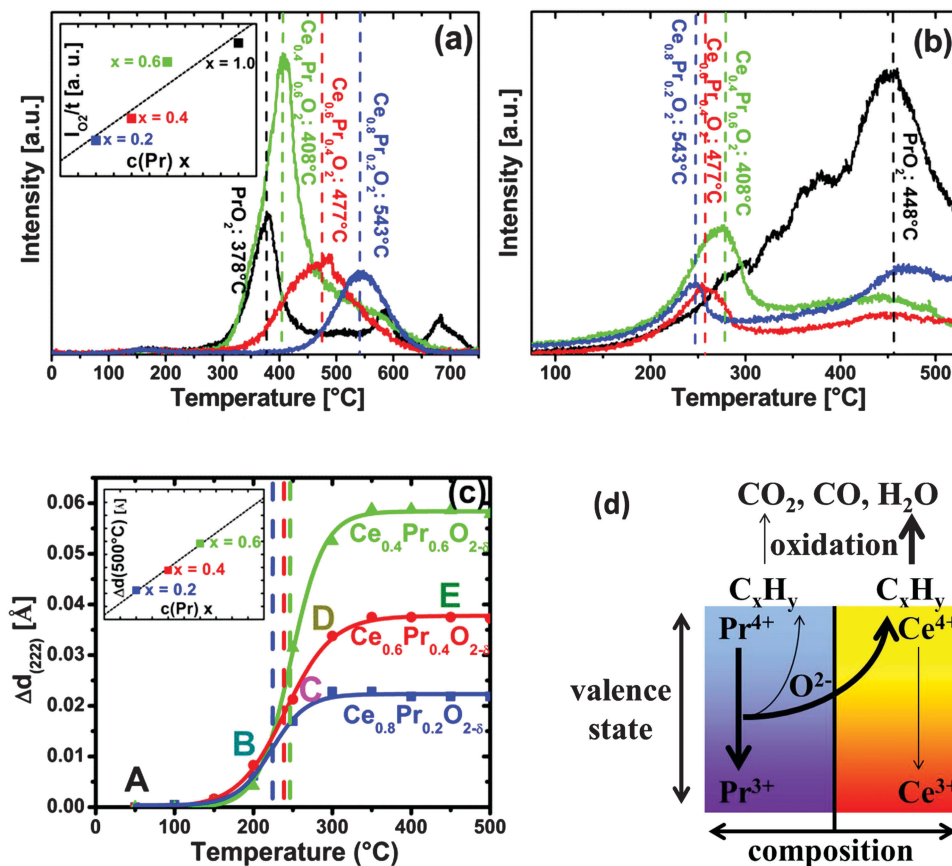 (a)
Intensity [a.u.]
I_O2/t [a. u.]
x = 0.6
x = 1.0
x = 0.4
x = 0.2
c(Pr) x
PrO₂: 378°C
Ce₀.₄Pr₀.₆O₂: 408°C
Ce₀.₆Pr₀.₄O₂: 477°C
Ce₀.₈Pr₀.₂O₂: 543°C
0 100 200 300 400 500 600 700
Temperature [°C]
(b)
Intensity [a.u.]
Ce₀.₈Pr₀.₂O₂: 543°C
Ce₀.₆Pr₀.₄O₂: 477°C
Ce₀.₄Pr₀.₆O₂: 408°C
PrO₂: 448°C
100 200 300 400 500
Temperature [°C]
(c)
Δd₍₂₂₂₎ [Å]
0.06
0.05
0.04
0.03
0.02
0.01
0.00
Δd(500°C) [Å]
x = 0.6
x = 0.4
x = 0.2
c(Pr) x
Ce₀.₄Pr₀.₆O₂₋δ
E
D
Ce₀.₆Pr₀.₄O₂₋δ
C
Ce₀.₈Pr₀.₂O₂₋δ
B
A
0 100 200 300 400 500
Temperature (°C)
(d)
CO₂, CO, H₂O
oxidation
CₓHᵧ CₓHᵧ
Pr⁴⁺ Ce⁴⁺
O²⁻
valence
state
Pr³⁺ Ce³⁺
composition